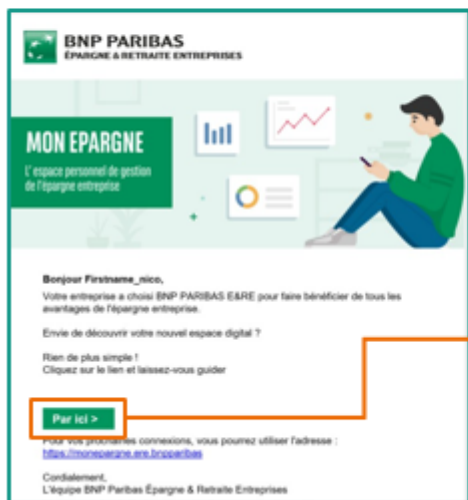 BNP PARIBAS
ÉPARGNE & RETRAITE ENTREPRISES
MON EPARGNE
L'espace personnel de gestion
de l'épargne entreprise
Bonjour Firstname_nico,
Votre entreprise a choisi BNP PARIBAS E&RE pour faire bénéficier de tous les
avantages de l'épargne entreprise.
Envie de découvrir votre nouvel espace digital ?
Rien de plus simple !
Cliquez sur le lien et laissez-vous guider
Par ici >
Pour vos prochaines connexions, vous pourrez utiliser l'adresse :
https://monepargne.ere.bnpparibas
Cordialement,
L'équipe BNP Paribas Épargne & Retraite Entreprises